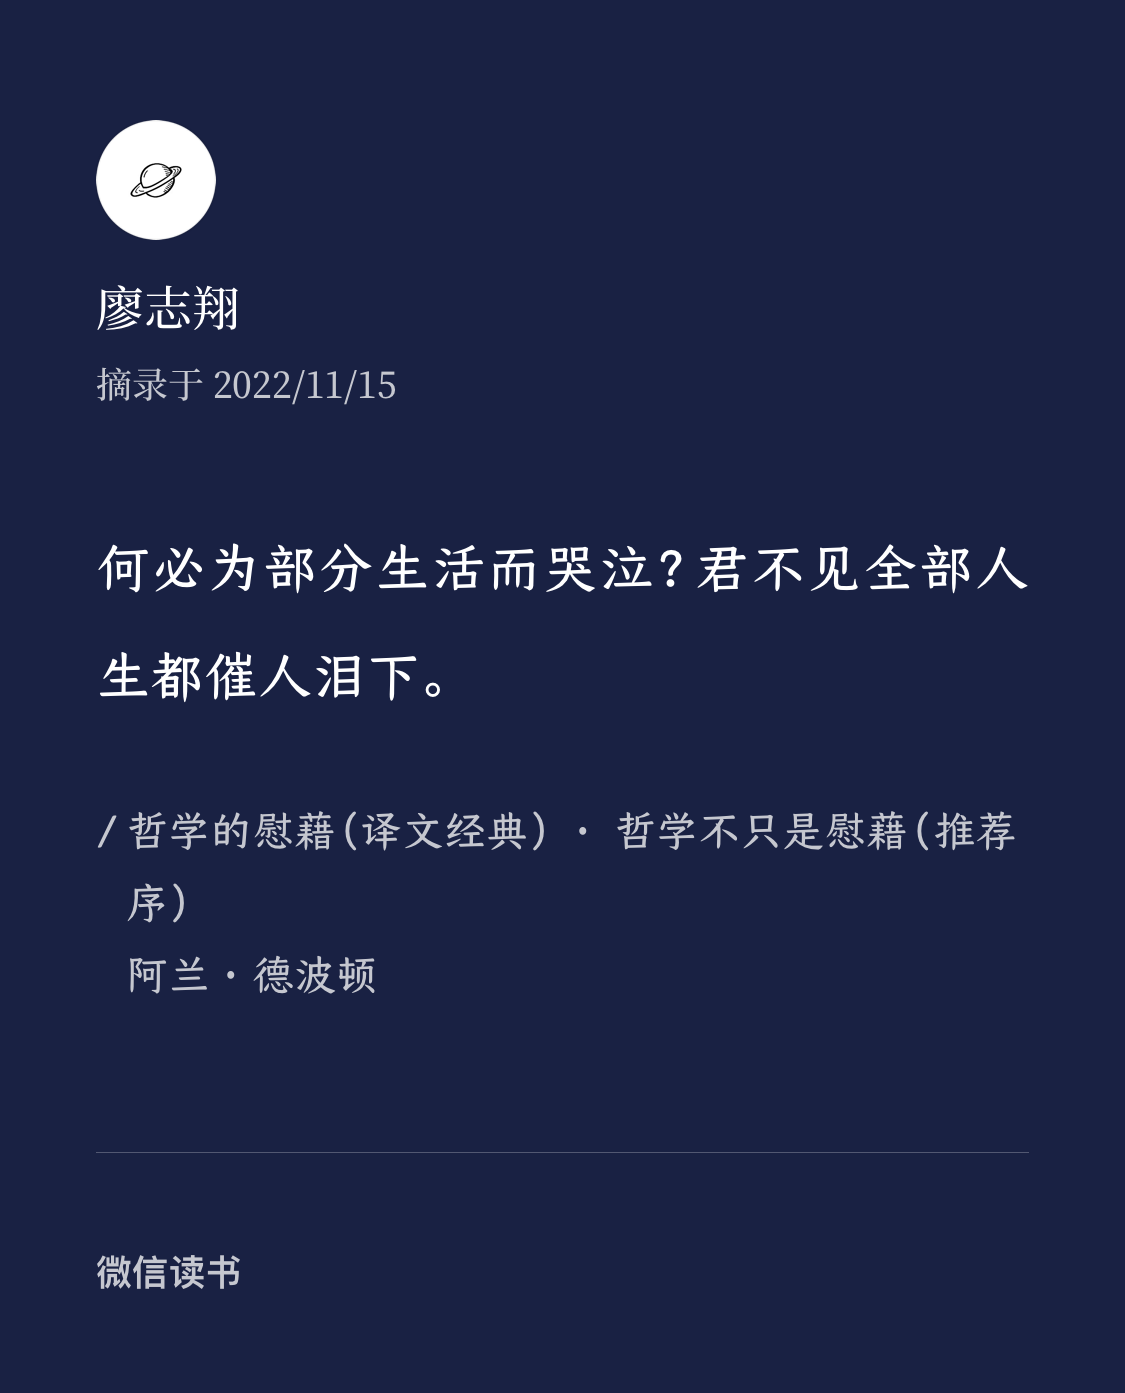 廖志翔
摘录于 2022/11/15
何必为部分生活而哭泣？君不见全部人
生都催人泪下。
/ 哲学的慰藉（译文经典） · 哲学不只是慰藉（推荐
序）
阿兰·德波顿
微信读书